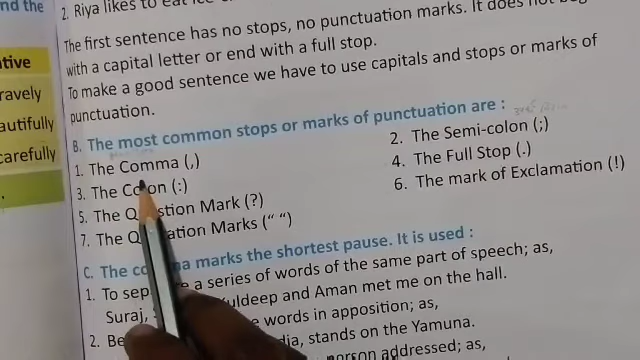 nd the
tive
ravely
autifully
carefully
2. Riya likes to eat ice
The first sentence has no stops, no punctuation marks. It does not beg
with a capital letter or end with a full stop.
To make a good sentence we have to use capitals and stops or marks of
punctuation.
B. The most common stops or marks of punctuation are :
1. The Comma (,)
2. The Semi-colon (;)
3. The Colon (:)
4. The Full Stop (.)
5. The Q stion Mark (?)
6. The mark of Exclamation (!)
7. The Q ation Marks (“ “)
C. The co a marks the shortest pause. It is used :
1. To sep e a series of words of the same part of speech; as,
Suraj, uldeep and Aman met me on the hall.
2. Be e words in apposition; as,
dia, stands on the Yamuna.
person addressed; as,